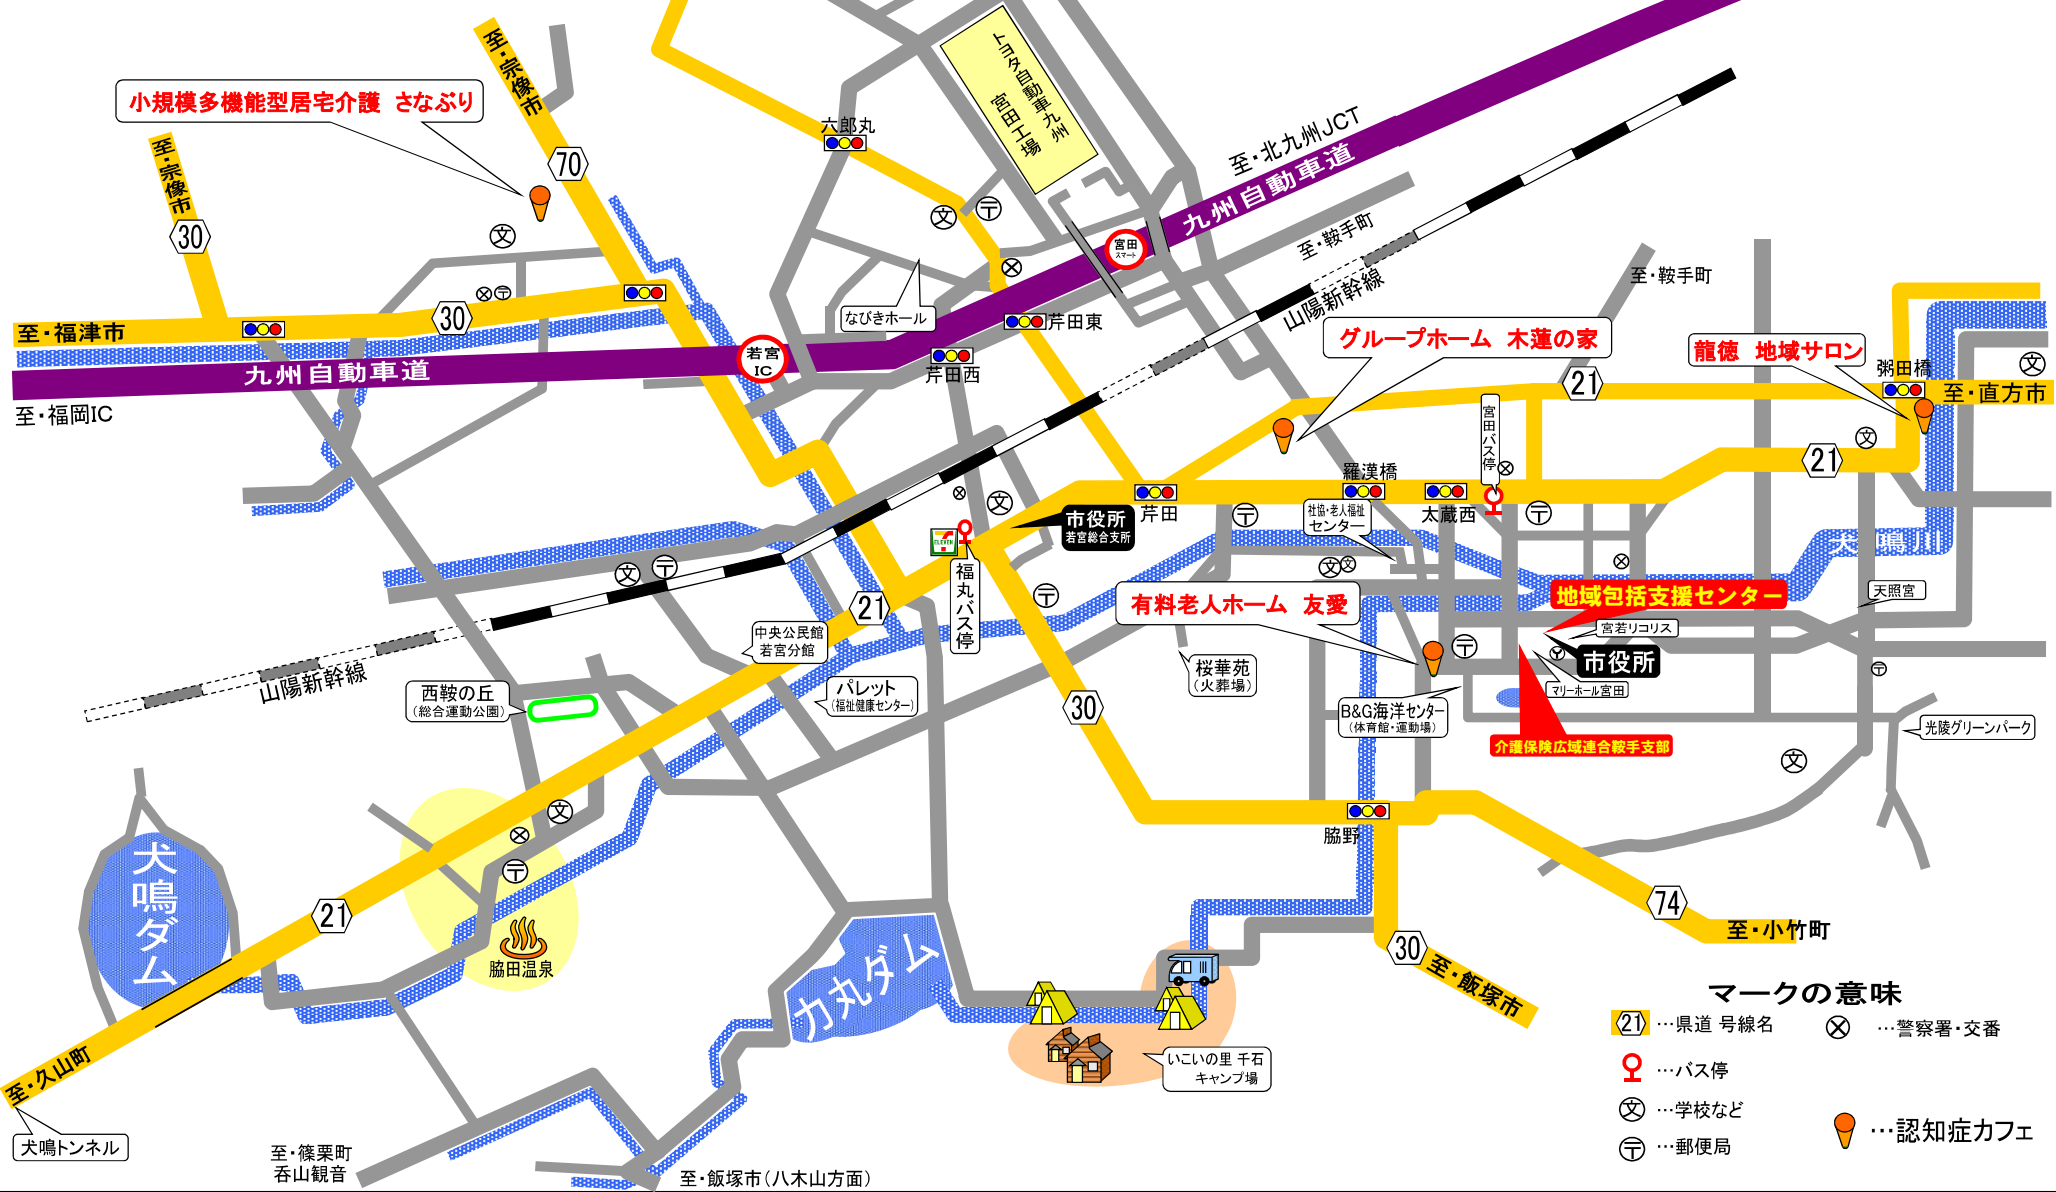 至・宗像市
トヨタ自動車九州
宮田工場
小規模多機能型居宅介護　さなぶり
至・宗像市
70
六郎丸
至・北九州JCT
九州自動車道
30
文
文
〒
宮田
スマート
至・鞍手町
至・鞍手町
山陽新幹線
〒
30
至・福津市
なびきホール
芹田東
グループホーム　木蓮の家
龍徳　地域サロン
粥田橋
文
若宮
IC
芹田西
九州自動車道
至・福岡IC
21
至・直方市
宮田バス停
文
21
羅漢橋
文
芹田
太蔵西
〒
〒
社協・老人福祉
センター
市役所
若宮総合支所
7
ELEVEN
福丸バス停
犬鳴川
文
〒
文
文
〒
21
有料老人ホーム　友愛
地域包括支援センター
天照宮
宮若リコリス
中央公民館
若宮分館
〒
市役所
〒
桜華苑
(火葬場)
マリーホール宮田
山陽新幹線
西鞍の丘
(総合運動公園)
パレット
(福祉健康センター)
30
B&G海洋センター
(体育館・運動場)
光陵グリーンパーク
介護保険広域連合鞍手支部
文
文
脇野
犬鳴ダム
〒
21
74
至・小竹町
脇田温泉
力丸ダム
30
至・飯塚市
マークの意味
21
…県道 号線名
…警察署・交番
いこいの里 千石
キャンプ場
…バス停
至・久山町
文
…学校など
…認知症カフェ
犬鳴トンネル
〒
…郵便局
至・篠栗町
呑山観音
至・飯塚市(八木山方面)